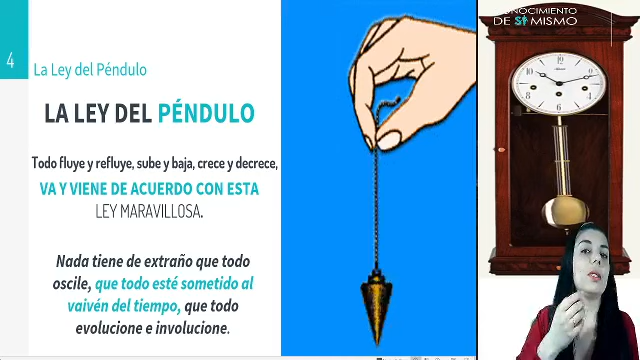 4
La Ley del Péndulo
LA LEY DEL PÉNDULO
Todo fluye y refluye, sube y baja, crece y decrece,
VA Y VIENE DE ACUERDO CON ESTA
LEY MARAVILLOSA.
Nada tiene de extraño que todo
oscile, que todo esté sometido al
vaivén del tiempo, que todo
evolucione e involucione.
CONOCIMIENTO
DE SÍ MISMO